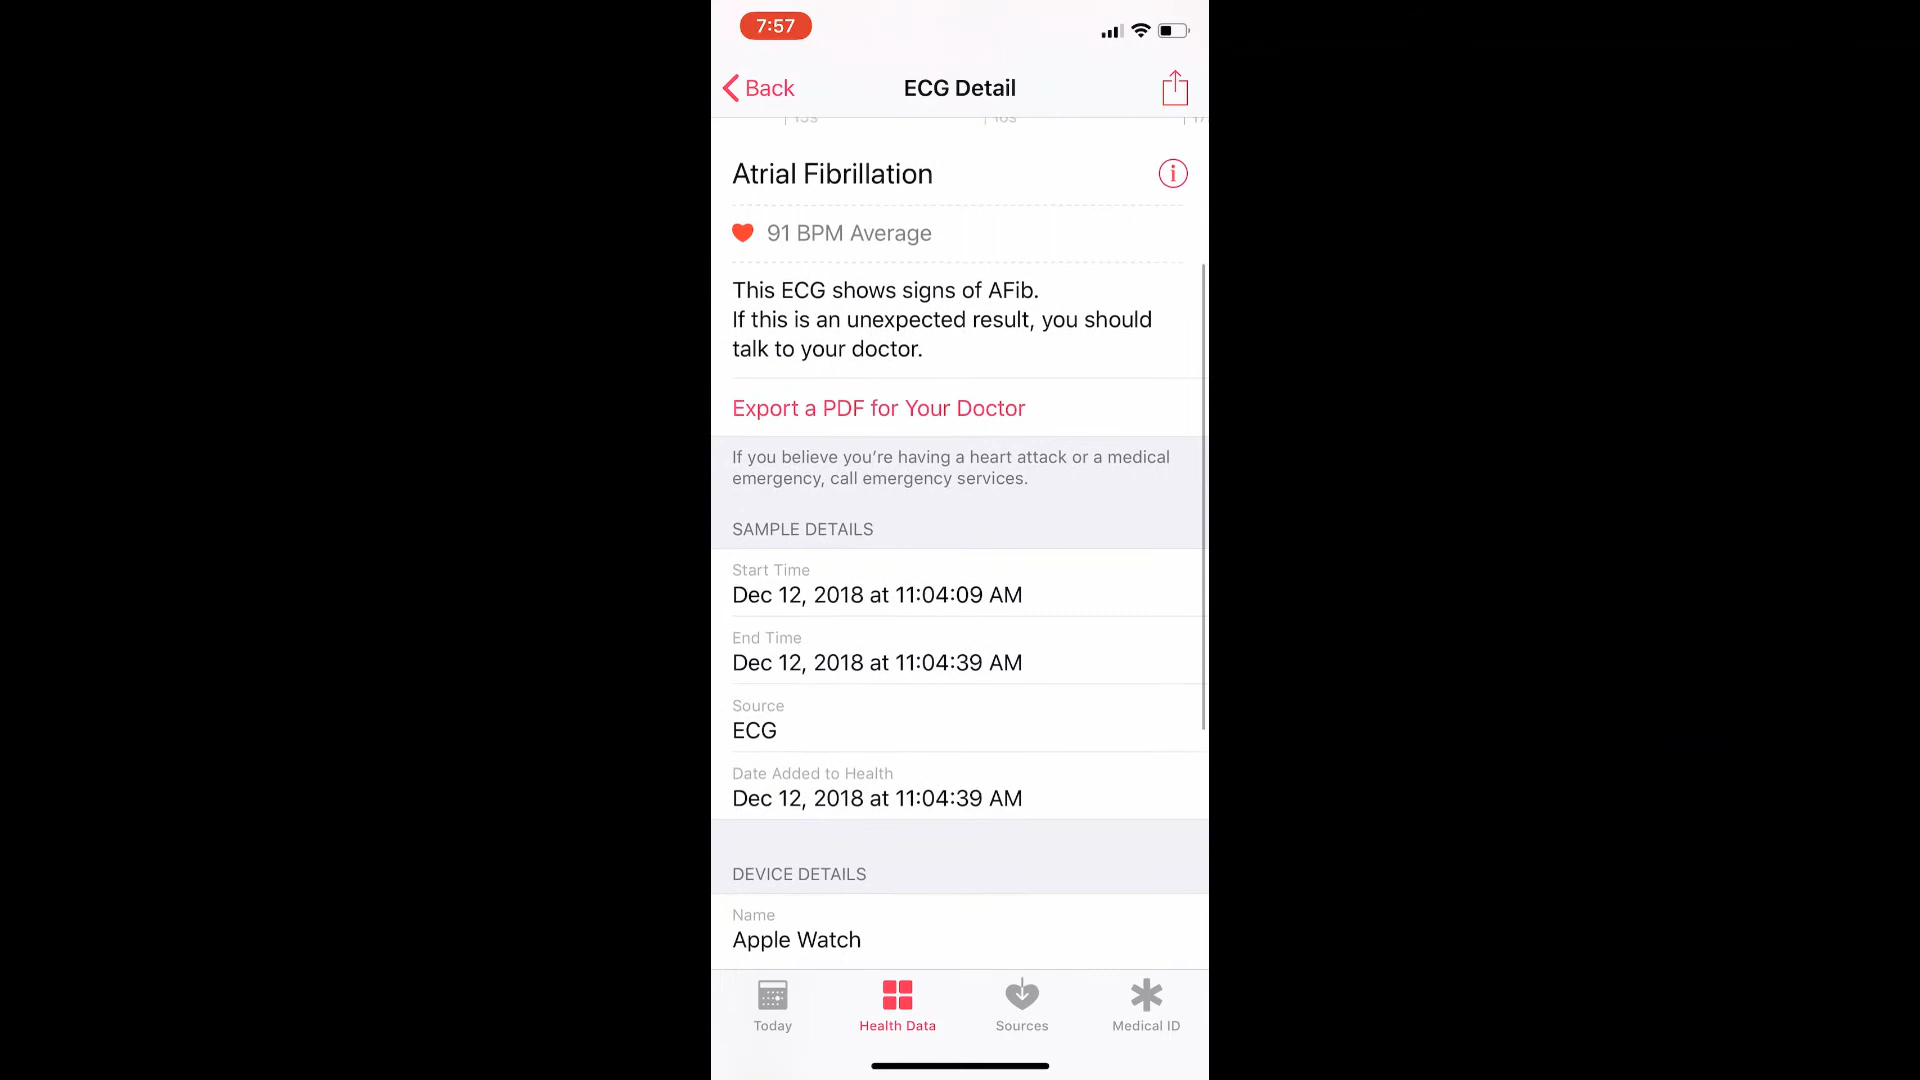 7:57
Back
ECG Detail
Atrial Fibrillation
91 BPM Average
This ECG shows signs of AFib.
If this is an unexpected result, you should
talk to your doctor.
Export a PDF for Your Doctor
If you believe you’re having a heart attack or a medical
emergency, call emergency services.
SAMPLE DETAILS
Start Time
Dec 12, 2018 at 11:04:09 AM
End Time
Dec 12, 2018 at 11:04:39 AM
Source
ECG
Date Added to Health
Dec 12, 2018 at 11:04:39 AM
DEVICE DETAILS
Name
Apple Watch
Today
Health Data
Sources
Medical ID